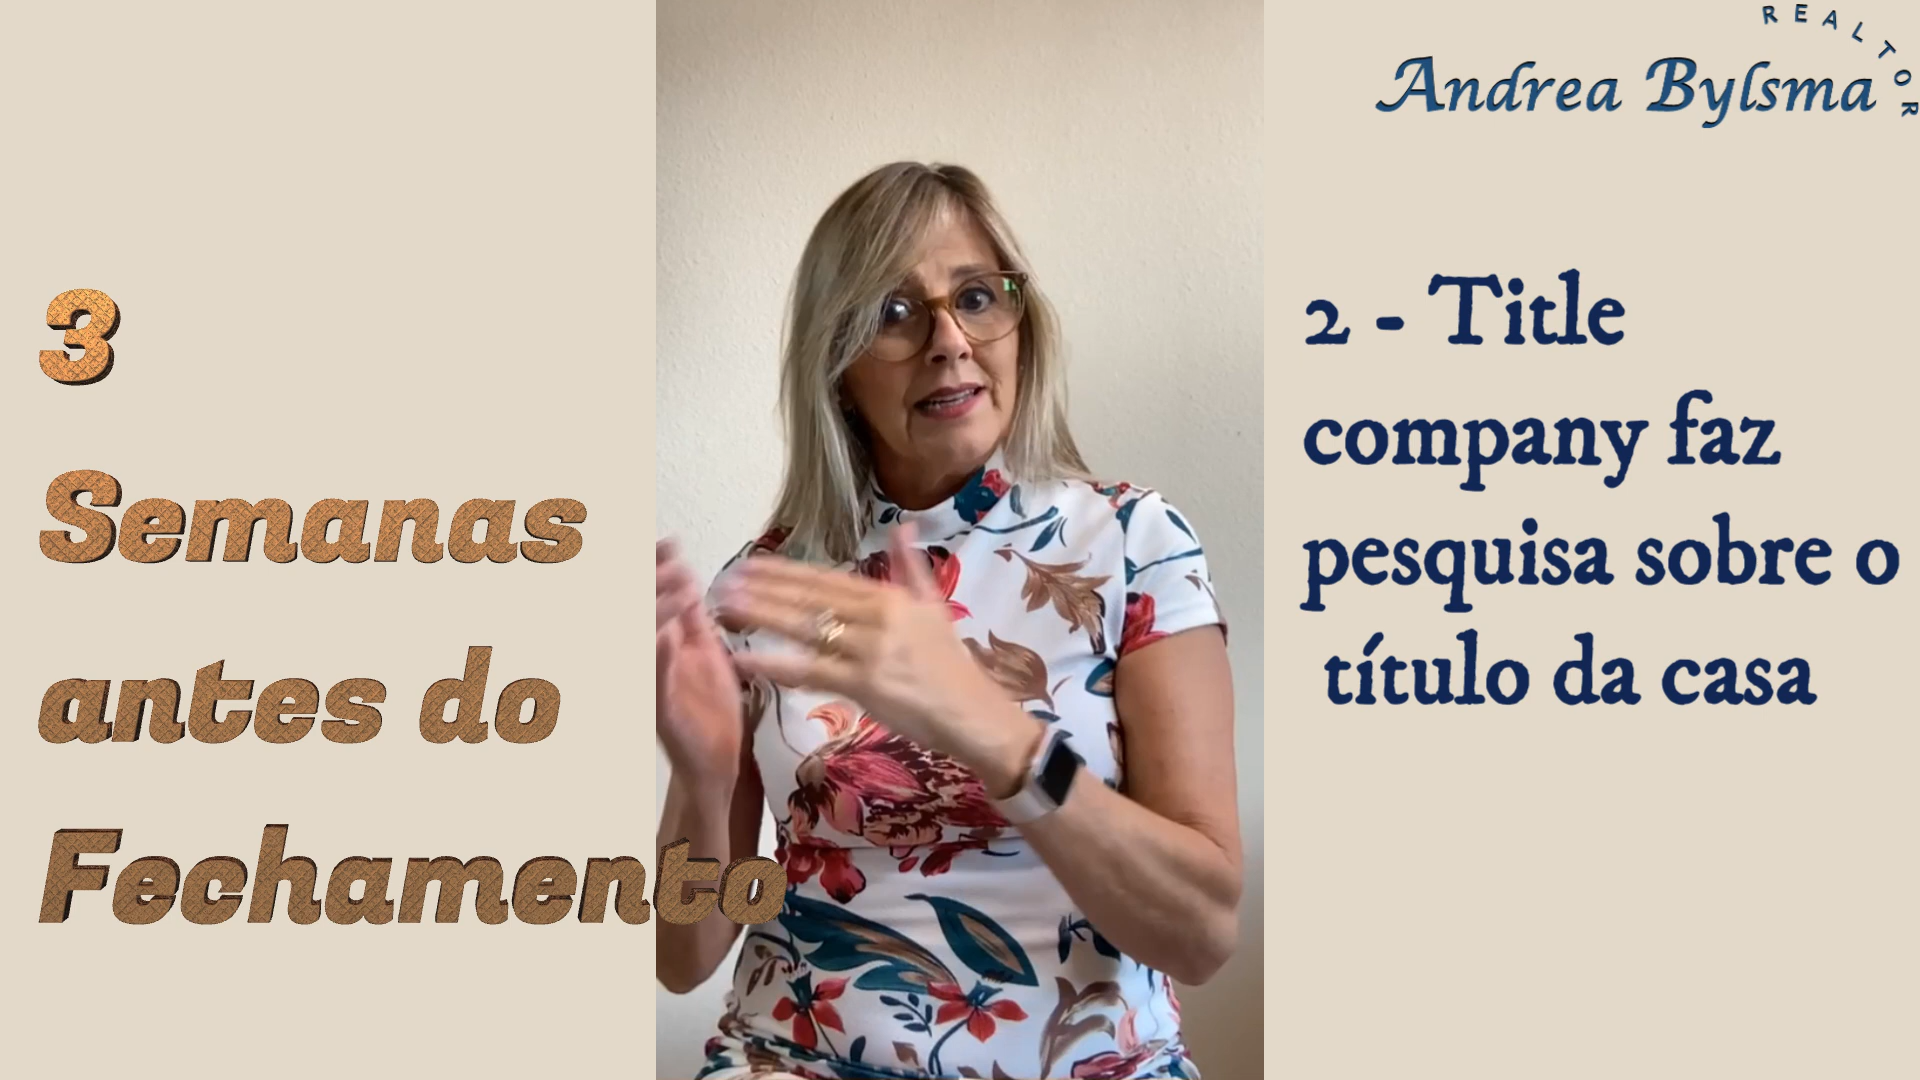 REALTOR
Andrea Bylsma
3
Semanas
antes do
Fechamento
2 - Title
company faz
pesquisa sobre o
título da casa